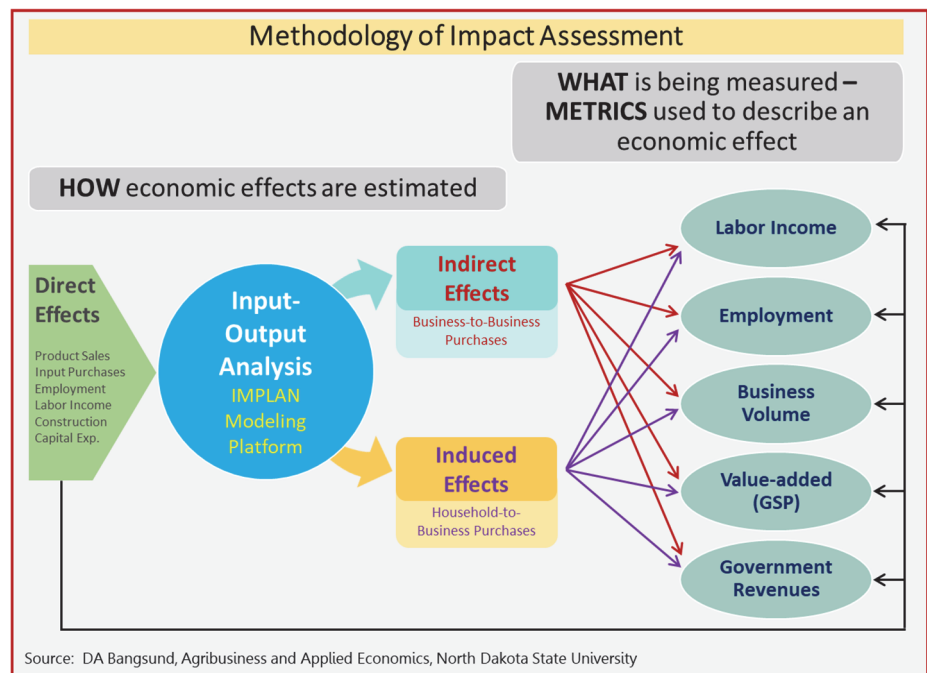 Methodology of Impact Assessment
WHAT is being measured –
METRICS used to describe an
economic effect
HOW economic effects are estimated
Direct
Effects
Product Sales
Input Purchases
Employment
Labor Income
Construction
Capital Exp.
Input-
Output
Analysis
IMPLAN
Modeling
Platform
Indirect
Effects
Business-to-Business
Purchases
Induced
Effects
Household-to-
Business Purchases
Labor Income
Employment
Business
Volume
Value-added
(GSP)
Government
Revenues
Source: DA Bangsund, Agribusiness and Applied Economics, North Dakota State University